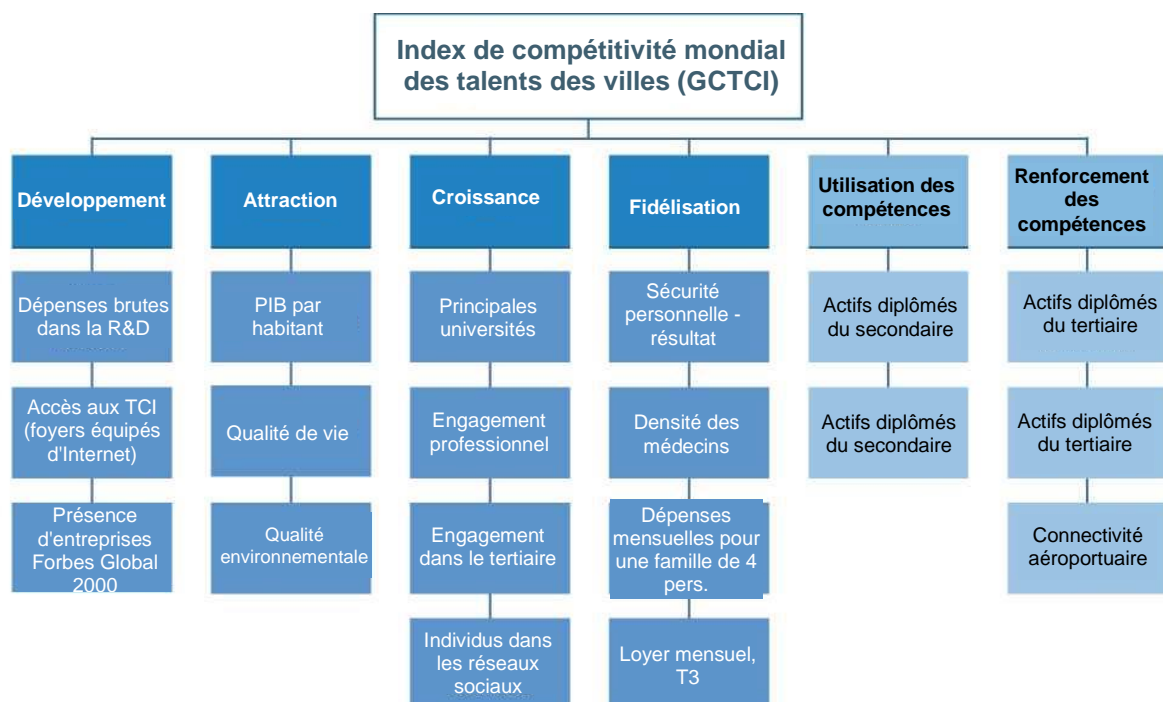 Index de compétitivité mondial
des talents des villes (GCTCI)
Développement
Attraction
Croissance
Fidélisation
Utilisation des
compétences
Renforcement
des
compétences
Dépenses brutes
dans la R&D
PIB par
habitant
Principales
universités
Sécurité
personnelle -
résultat
Actifs diplômés
du secondaire
Actifs diplômés
du tertiaire
Accès aux TCI
(foyers équipés
d'Internet)
Qualité de vie
Engagement
professionnel
Densité des
médecins
Actifs diplômés
du secondaire
Actifs diplômés
du tertiaire
Présence
d'entreprises
Forbes Global
2000
Qualité
environnementale
Engagement
dans le tertiaire
Dépenses
mensuelles pour
une famille de 4
pers.
Connectivité
aéroportuaire
Individus dans
les réseaux
sociaux
Loyer mensuel,
T3